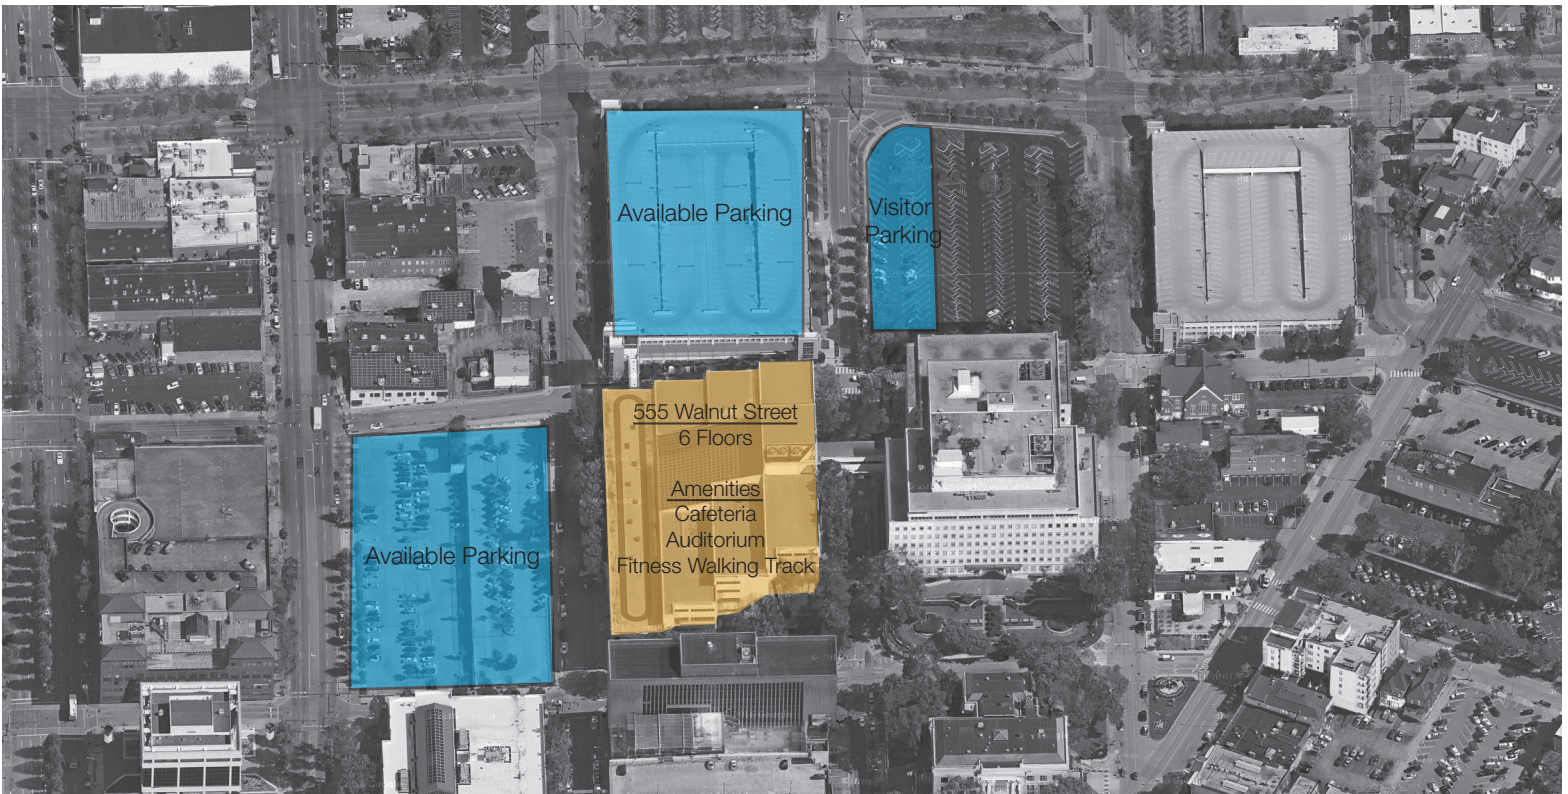 Available Parking
Visitor
Parking
555 Walnut Street
6 Floors
Amenities
Cafeteria
Auditorium
Fitness Walking Track
Available Parking